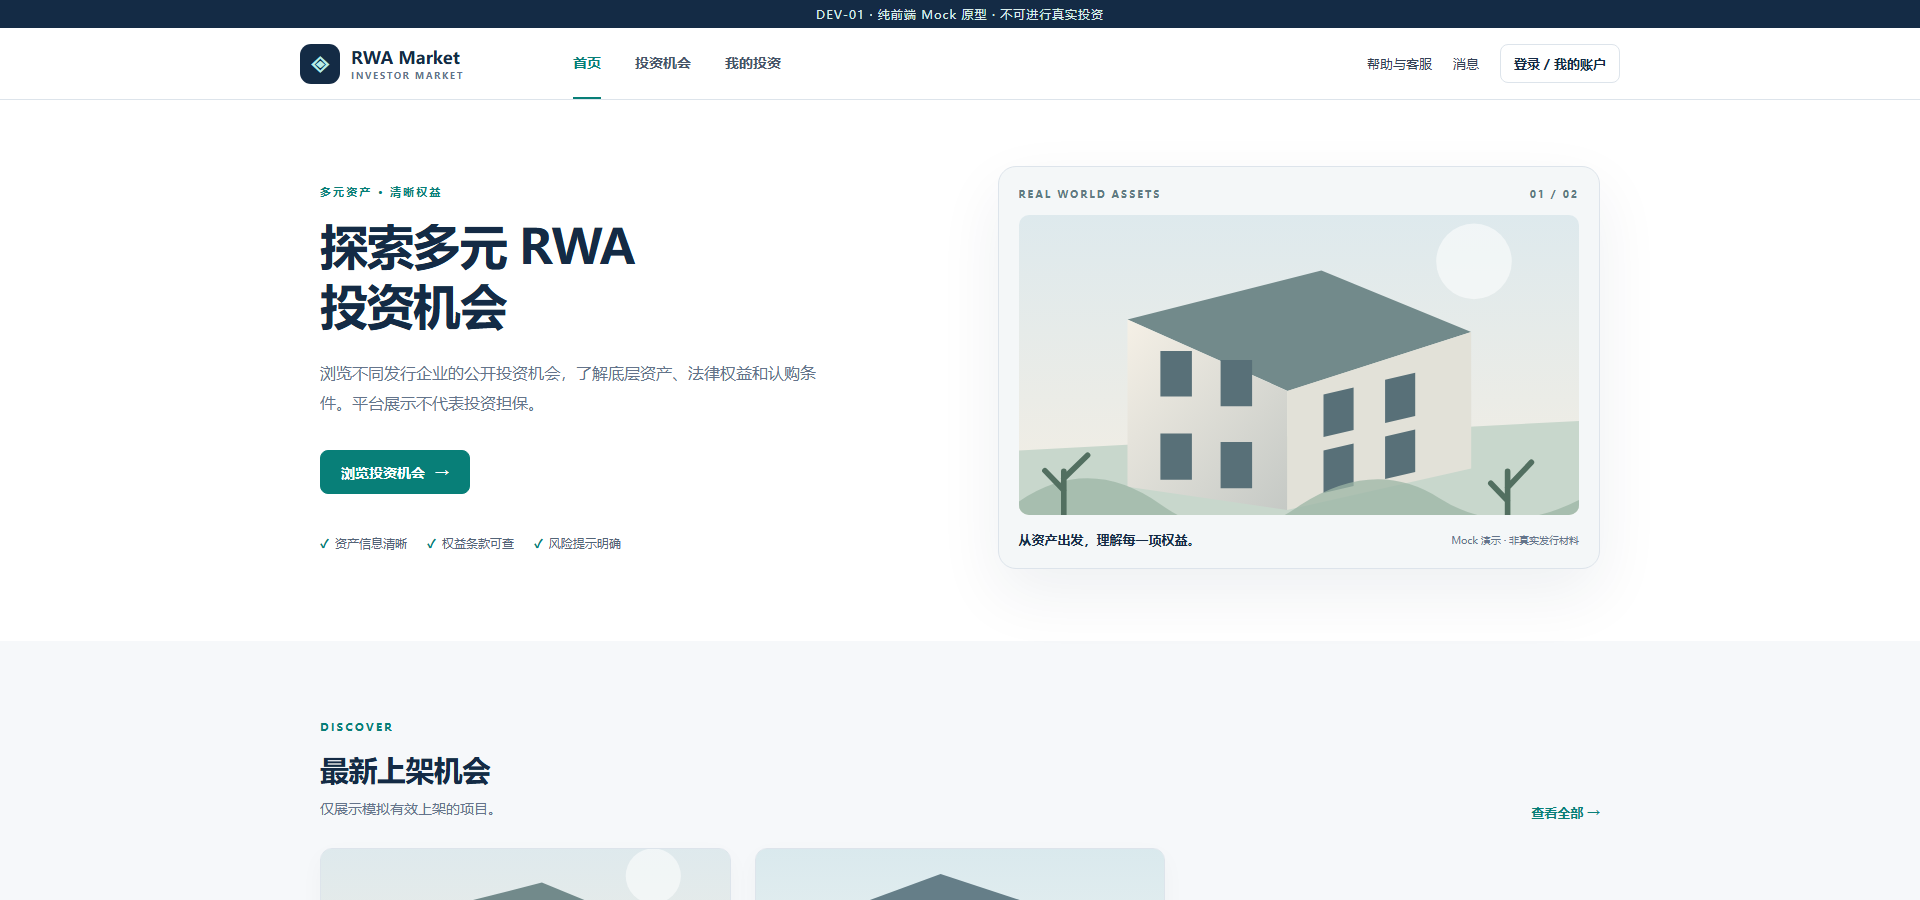 DEV-01 · 纯前端 Mock 原型 · 不可进行真实投资
RWA Market
INVESTOR MARKET
首页
投资机会
我的投资
帮助与客服
消息
登录 / 我的账户
多元资产 • 清晰权益
探索多元 RWA
投资机会
浏览不同发行企业的公开投资机会，了解底层资产、法律权益和认购条
件。平台展示不代表投资担保。
浏览投资机会 →
✓ 资产信息清晰
✓ 权益条款可查
✓ 风险提示明确
REAL WORLD ASSETS
01 / 02
从资产出发，理解每一项权益。
Mock 演示 · 非真实发行材料
DISCOVER
最新上架机会
仅展示模拟有效上架的项目。
查看全部 →